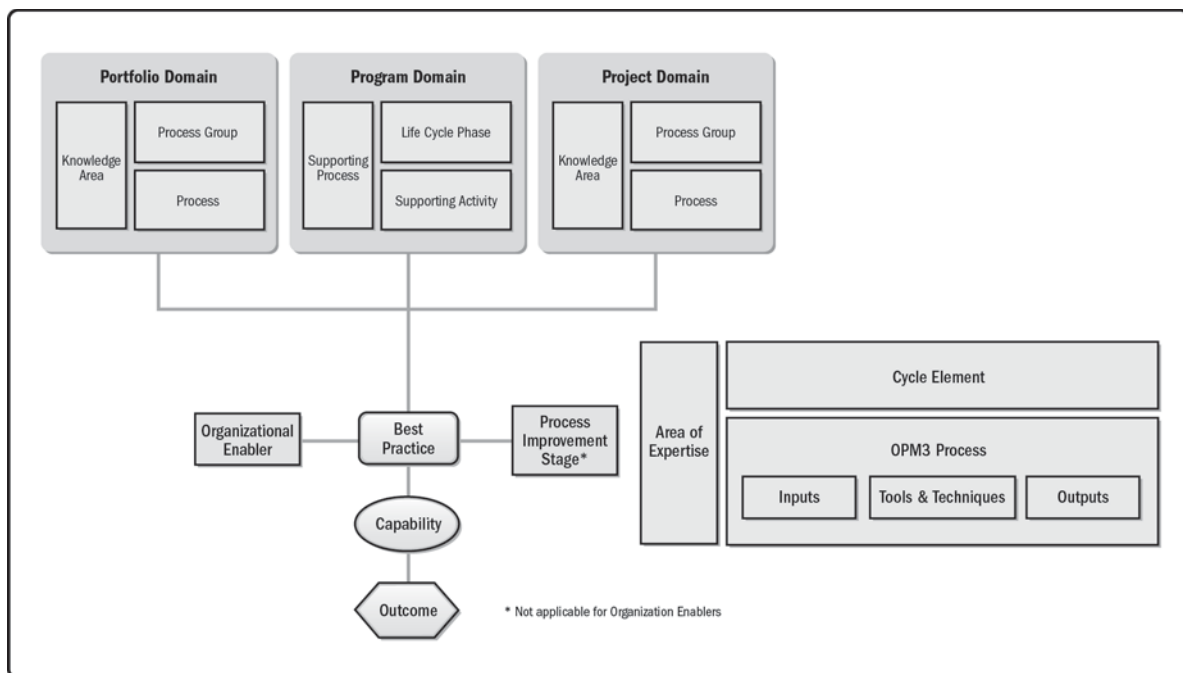 Portfolio Domain
Knowledge
Area
Process Group
Process
Program Domain
Supporting
Process
Life Cycle Phase
Supporting Activity
Project Domain
Knowledge
Area
Process Group
Process
Organizational
Enabler
Best
Practice
Process
Improvement
Stage*
Capability
Outcome
* Not applicable for Organization Enablers
Area of
Expertise
Cycle Element
OPM3 Process
Inputs
Tools & Techniques
Outputs